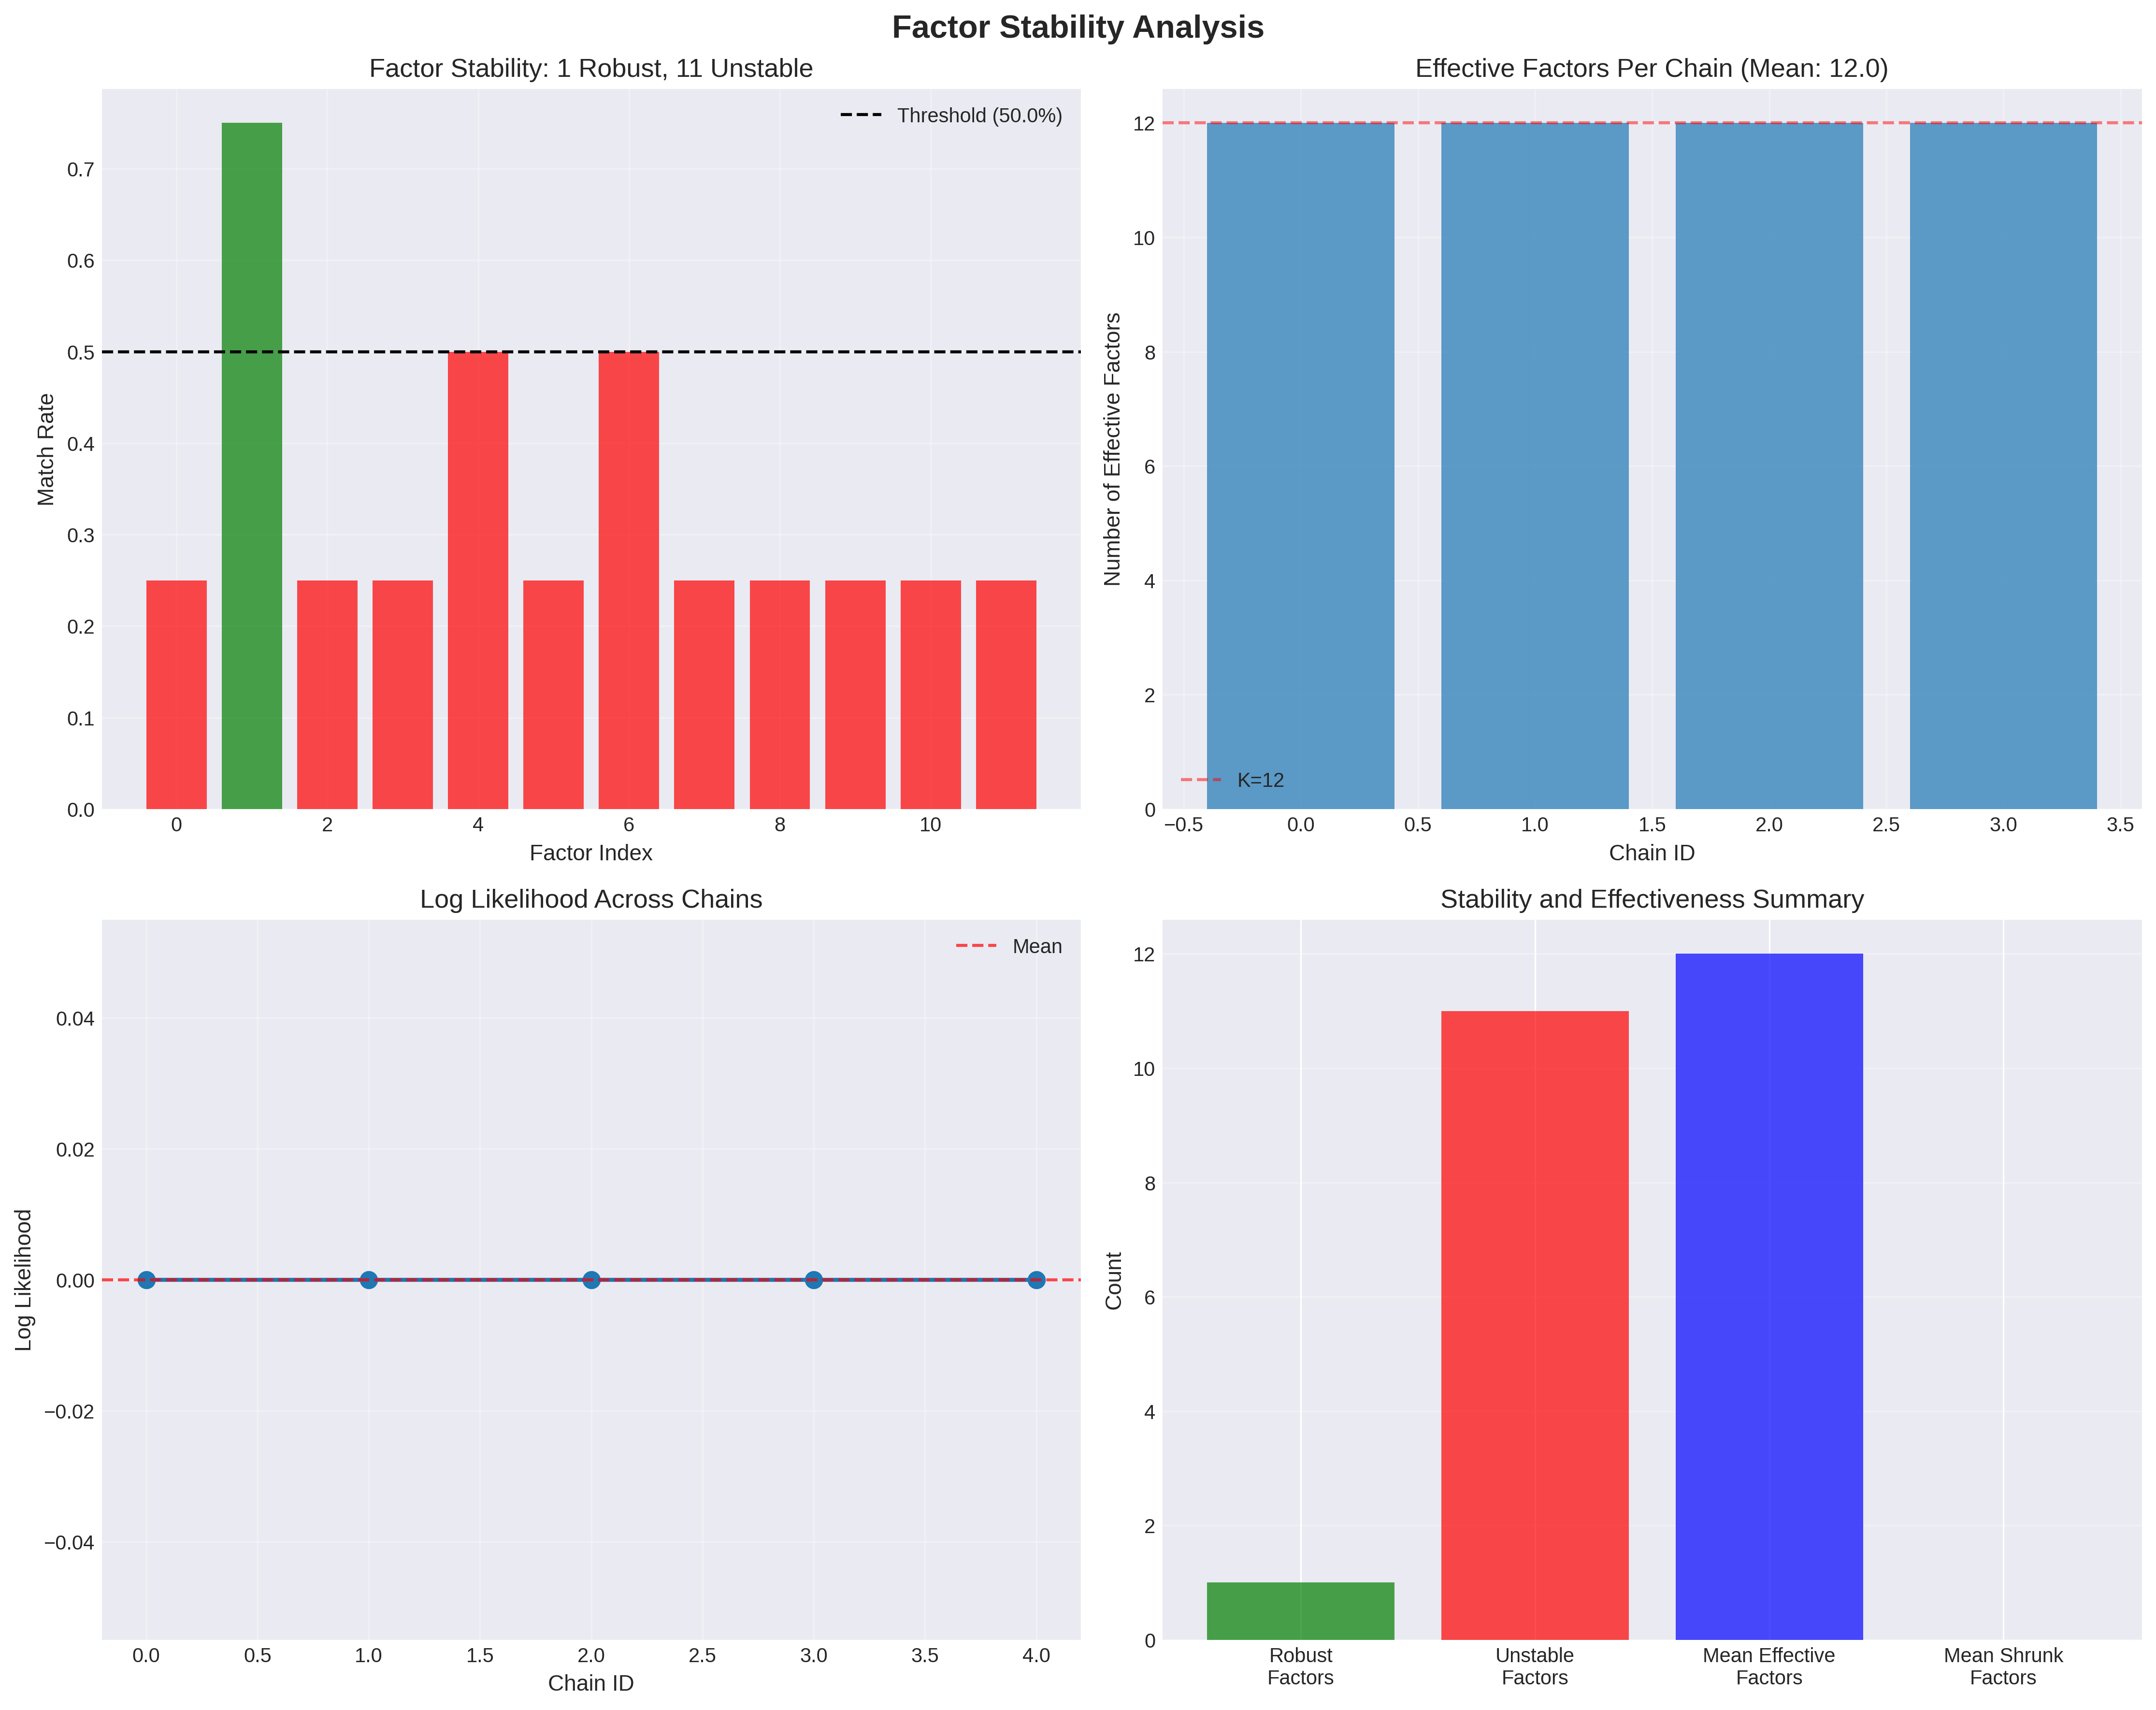 Factor Stability Analysis
Factor Stability: 1 Robust, 11 Unstable
Threshold (50.0%)
Match Rate
0.7
0.6
0.5
0.4
0.3
0.2
0.1
0.0
0 2 4 6 8 10
Factor Index
Effective Factors Per Chain (Mean: 12.0)
Number of Effective Factors
12
10
8
6
4
2
0
K=12
−0.5 0.0 0.5 1.0 1.5 2.0 2.5 3.0 3.5
Chain ID
Log Likelihood Across Chains
Mean
Log Likelihood
0.04
0.02
0.00
−0.02
−0.04
0.0 0.5 1.0 1.5 2.0 2.5 3.0 3.5 4.0
Chain ID
Stability and Effectiveness Summary
Count
12
10
8
6
4
2
0
Robust
Factors
Unstable
Factors
Mean Effective
Factors
Mean Shrunk
Factors